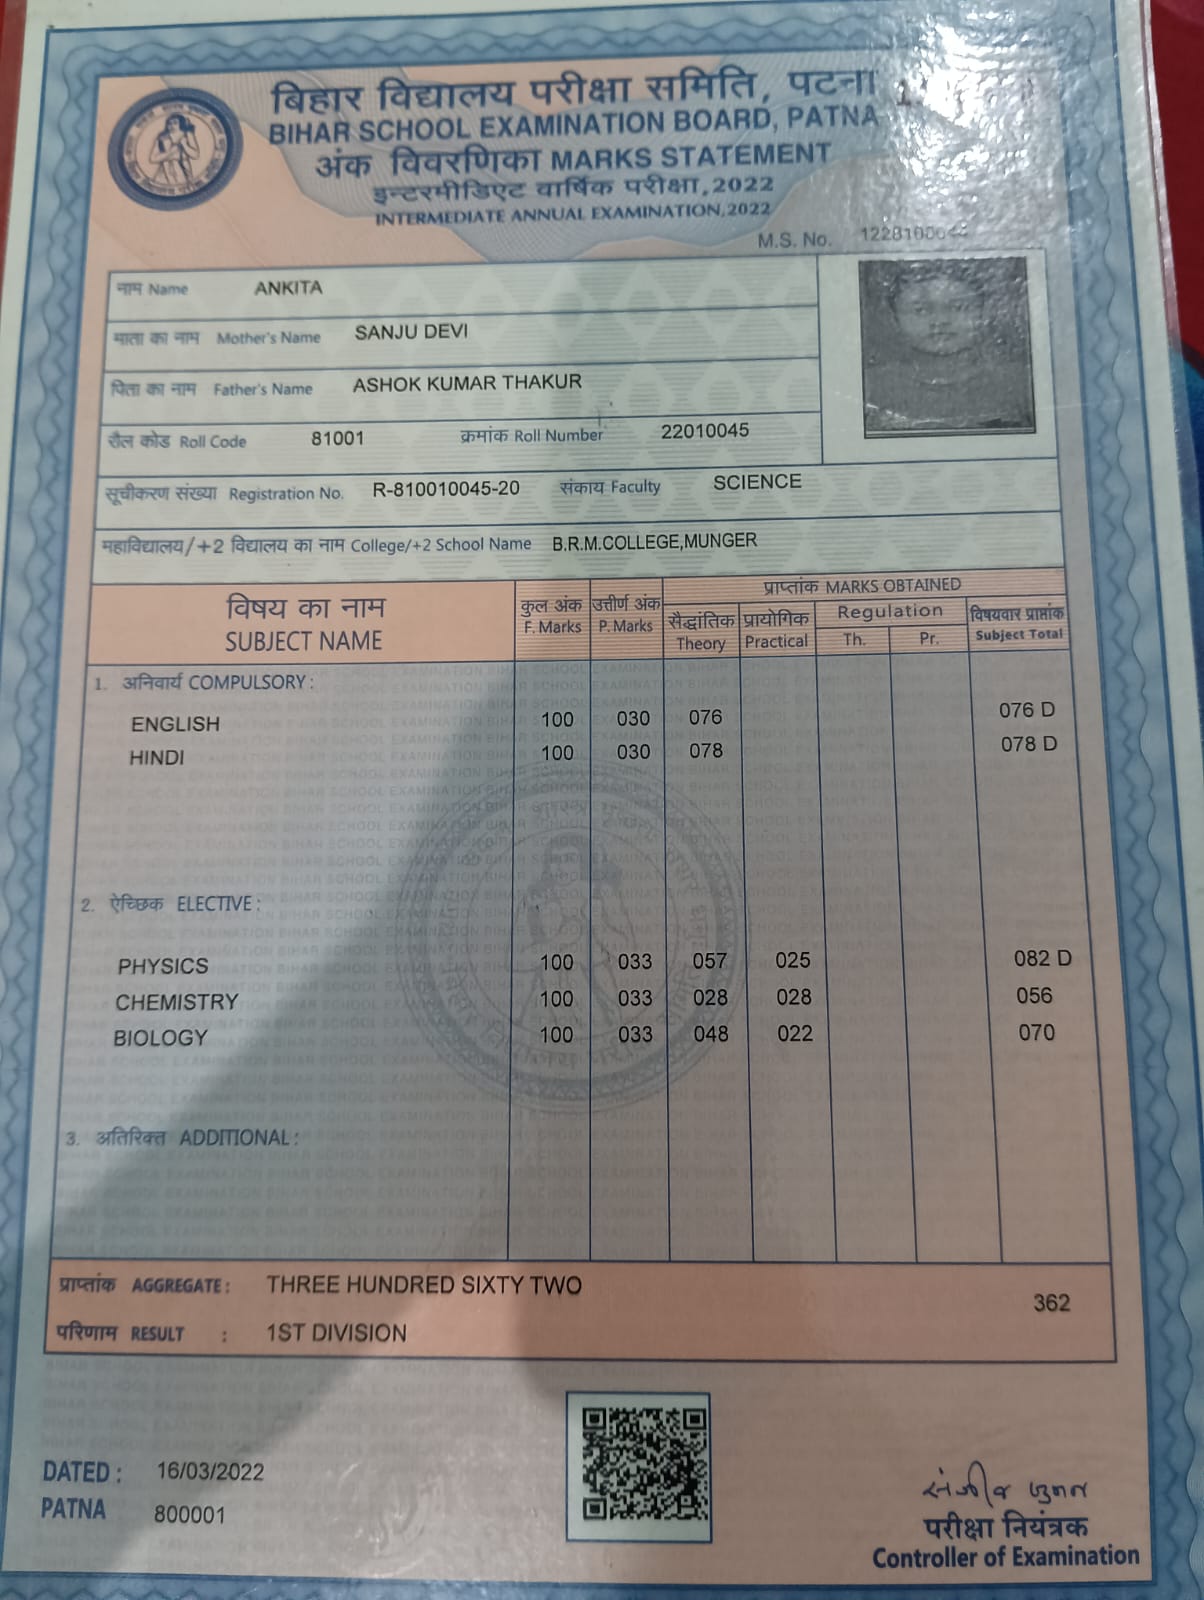 बिहार विद्यालय परीक्षा समिति, पटना
BIHAR SCHOOL EXAMINATION BOARD, PATNA
अंक विवरणिका MARKS STATEMENT
इन्टरमीडिएट वार्षिक परीक्षा, 2022
INTERMEDIATE ANNUAL EXAMINATION, 2022
M.S. No.
नाम Name ANKITA
माता का नाम Mother's Name SANJU DEVI
पिता का नाम Father's Name ASHOK KUMAR THAKUR
रौल कोड Roll Code 81001 क्रमांक Roll Number 22010045
सूचीकरण संख्या Registration No. R-810010045-20 संकाय Faculty SCIENCE
महाविद्यालय/+2 विद्यालय का नाम College/+2 School Name B.R.M.COLLEGE,MUNGER
विषय का नाम कुल अंक उत्तीर्ण अंक प्राप्तांक MARKS OBTAINED
SUBJECT NAME F. Marks P. Marks सैद्धांतिक प्रायोगिक Regulation विषयवार प्राप्तांक
Theory Practical Th. Pr. Subject Total
1. अनिवार्य COMPULSORY :
ENGLISH 100 030 076 076 D
HINDI 100 030 078 078 D
2. ऐच्छिक ELECTIVE :
PHYSICS 100 033 057 025 082 D
CHEMISTRY 100 033 028 028 056
BIOLOGY 100 033 048 022 070
3. अतिरिक्त ADDITIONAL :
प्राप्तांक AGGREGATE : THREE HUNDRED SIXTY TWO 362
परिणाम RESULT : 1ST DIVISION
DATED : 16/03/2022
PATNA 800001
परीक्षा नियंत्रक
Controller of Examination